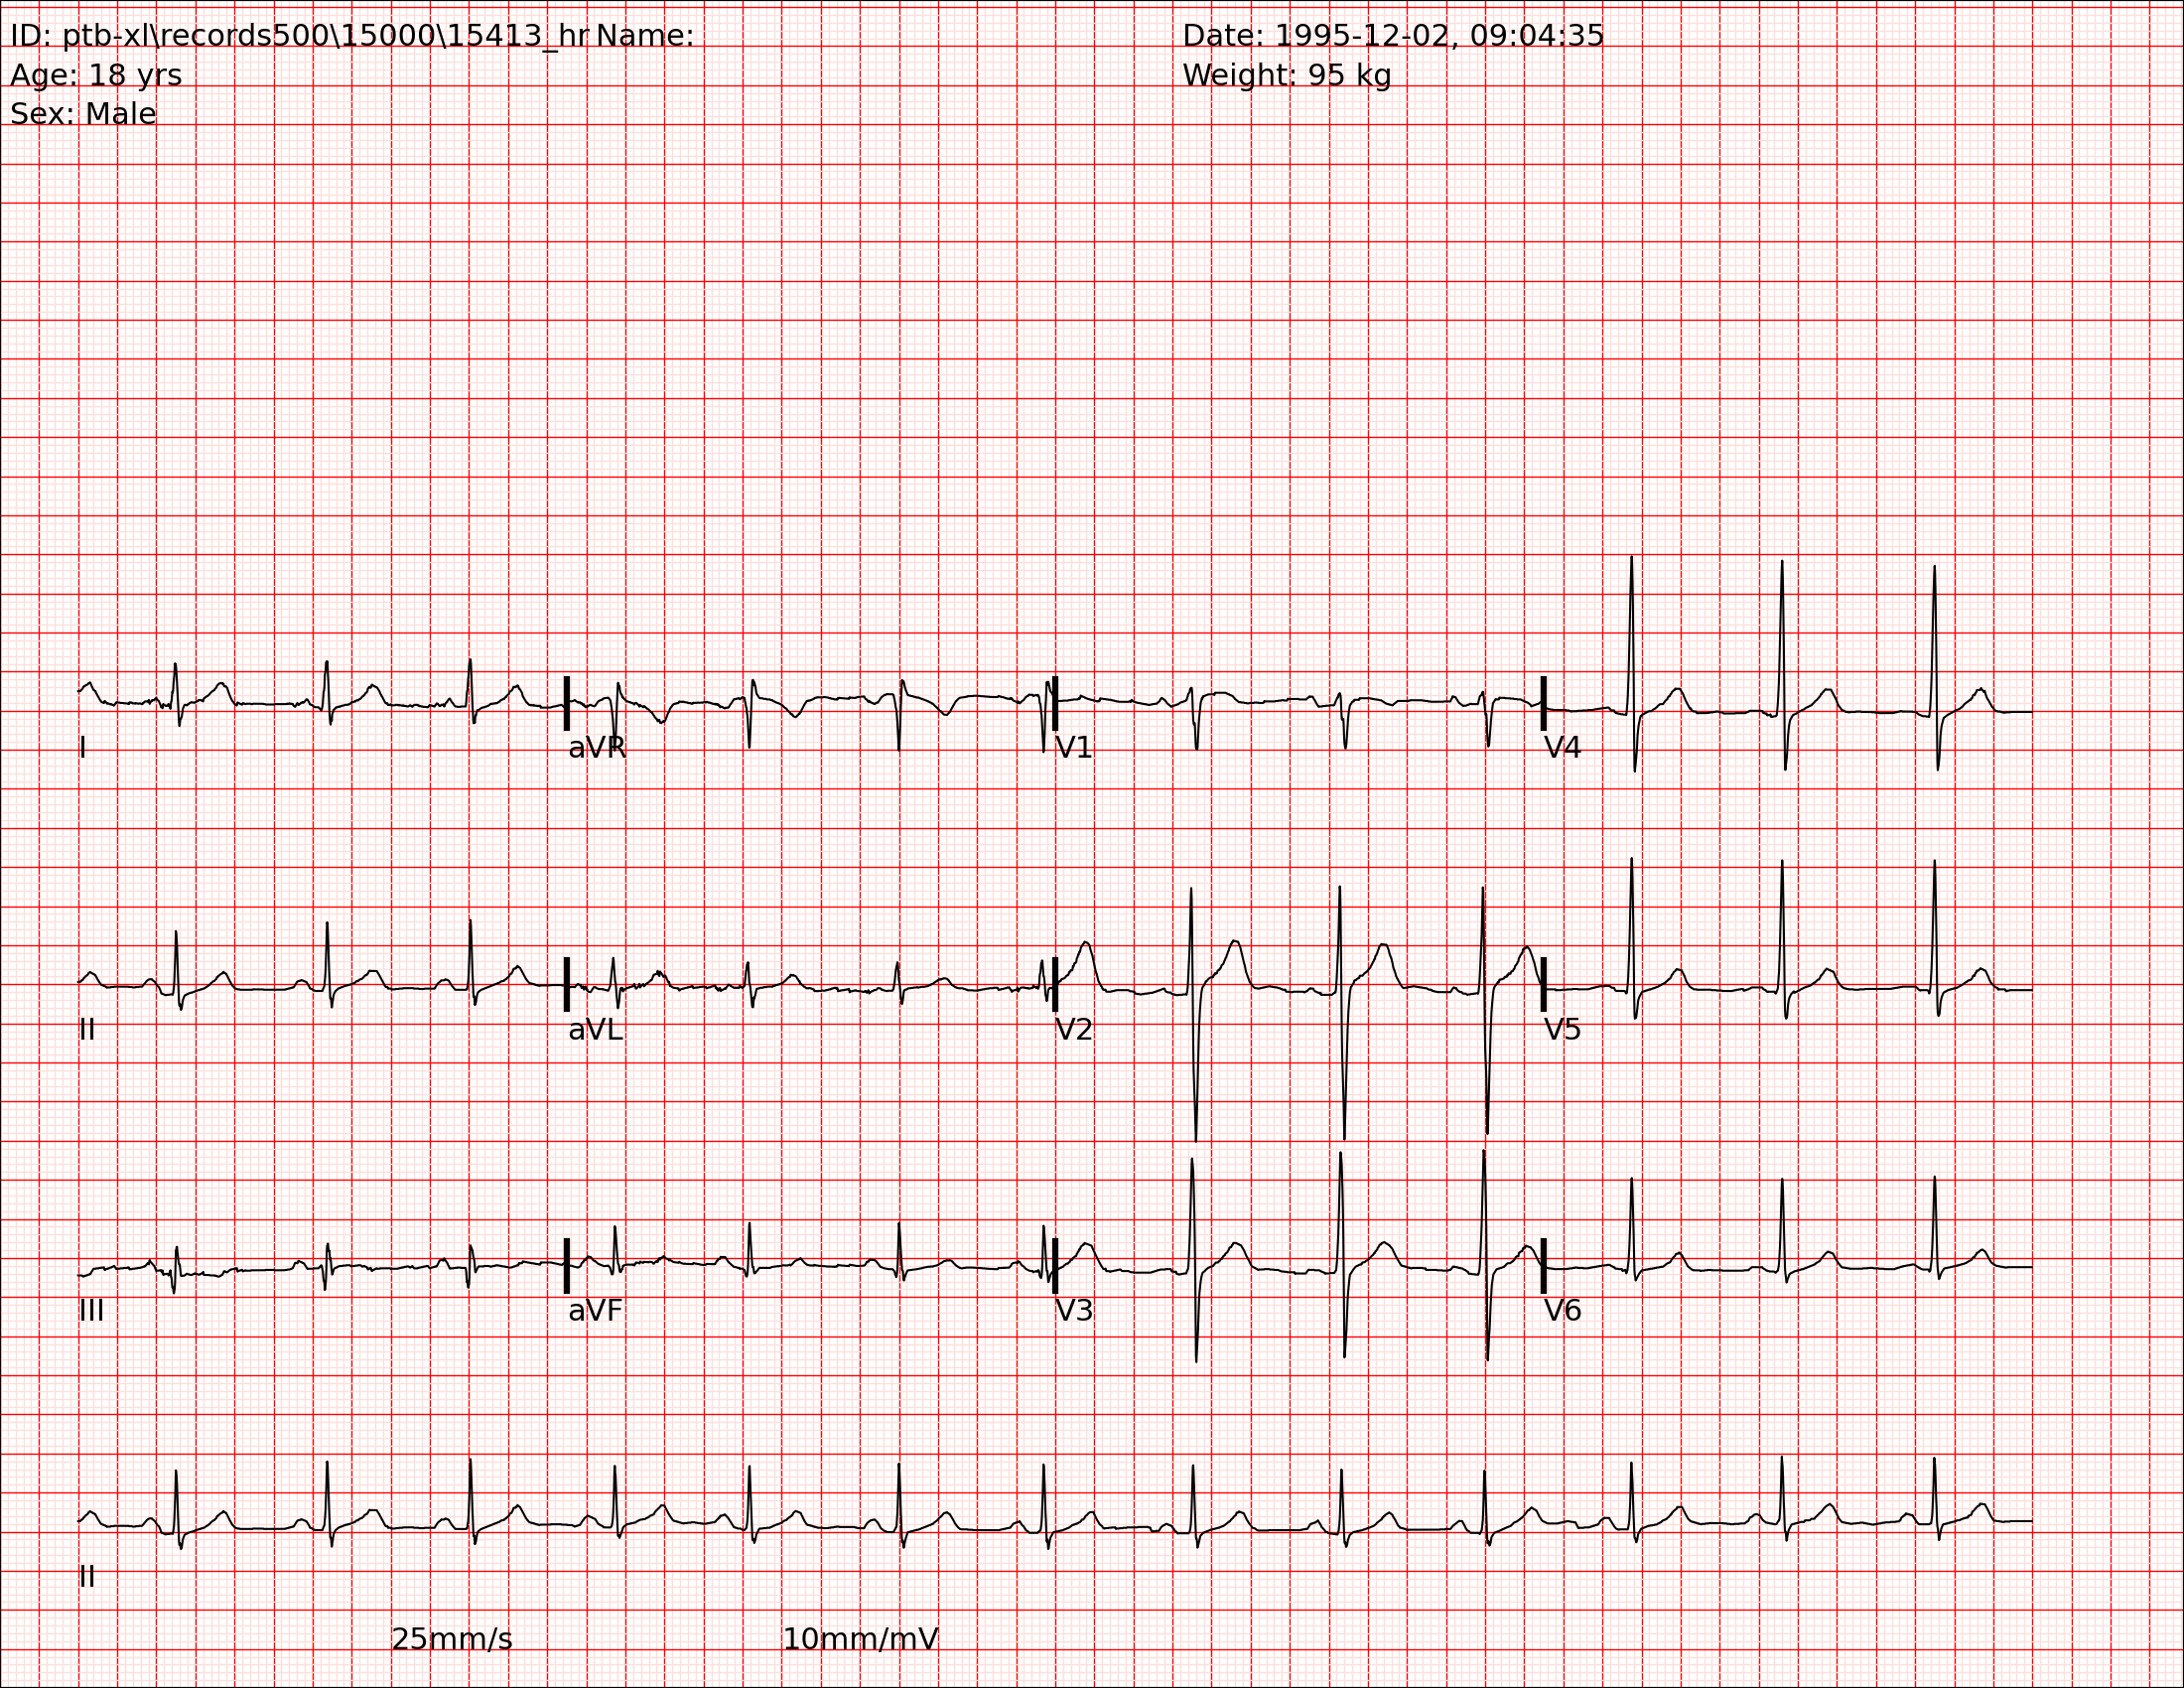 ID: ptb-xl\records500\15000\15413_hr Name:
Date: 1995-12-02, 09:04:35
Age: 18 yrs
Weight: 95 kg
Sex: Male
I
aVR
V1
V4
II
aVL
V2
V5
III
aVF
V3
V6
II
25mm/s
10mm/mV